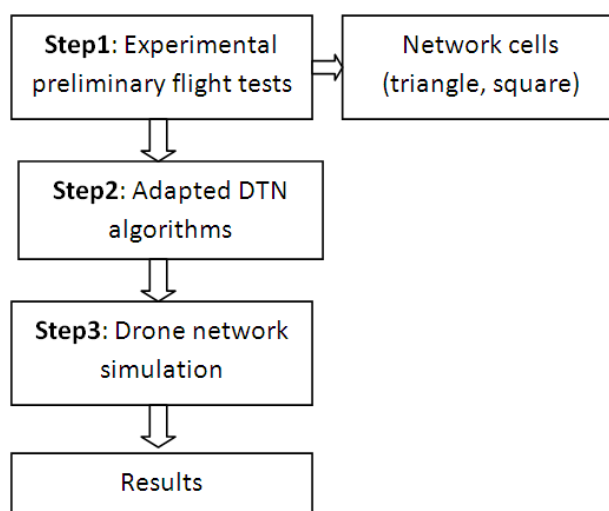 Step1: Experimental
preliminary flight tests
Network cells
(triangle, square)
Step2: Adapted DTN
algorithms
Step3: Drone network
simulation
Results